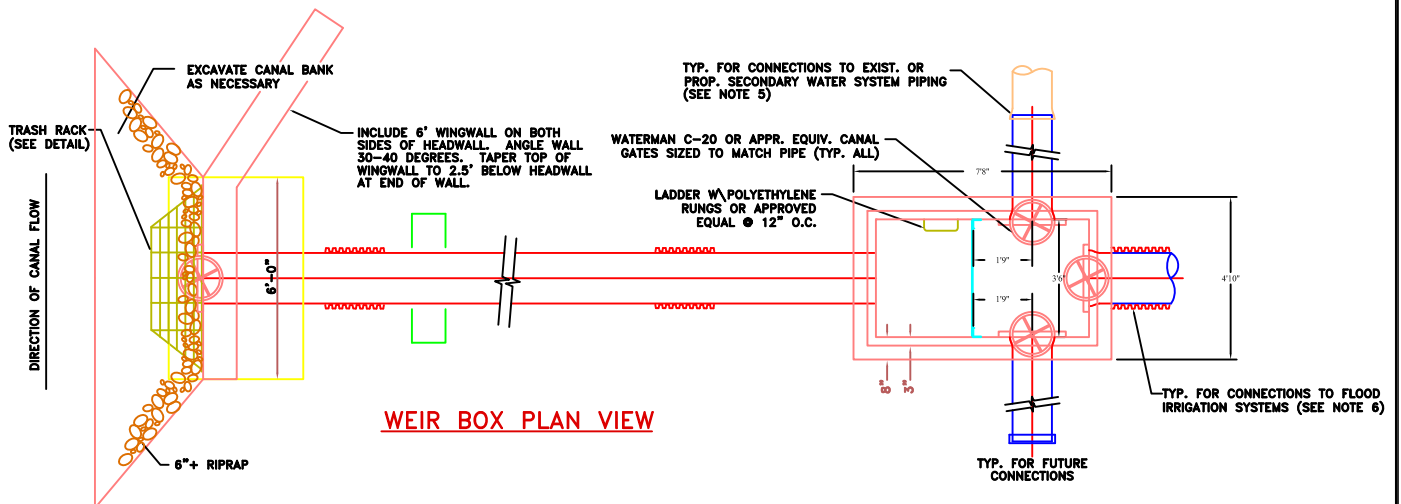 EXCAVATE CANAL BANK
AS NECESSARY
TRASH RACK
(SEE DETAIL)
INCLUDE 6' WINGWALL ON BOTH
SIDES OF HEADWALL. ANGLE WALL
30-40 DEGREES. TAPER TOP OF
WINGWALL TO 2.5' BELOW HEADWALL
AT END OF WALL.
DIRECTION OF CANAL FLOW
6'-0"
6"+ RIPRAP
WEIR BOX PLAN VIEW
TYP. FOR CONNECTIONS TO EXIST. OR
PROP. SECONDARY WATER SYSTEM PIPING
(SEE NOTE 5)
WATERMAN C-20 OR APPR. EQUIV. CANAL
GATES SIZED TO MATCH PIPE (TYP. ALL)
7'8"
LADDER W\POLYETHYLENE
RUNGS OR APPROVED
EQUAL @ 12" O.C.
1'9"
3'6"
1'9"
4'10"
8"
3"
TYP. FOR CONNECTIONS TO FLOOD
IRRIGATION SYSTEMS (SEE NOTE 6)
TYP. FOR FUTURE
CONNECTIONS